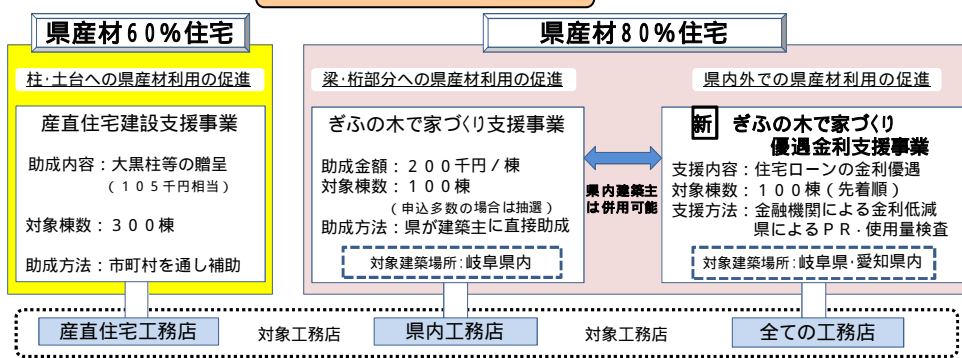 県産材60%住宅
柱・土台への県産材利用の促進
産直住宅建設支援事業
助成内容：大黒柱等の贈呈
（１０５千円相当）
対象棟数：３００棟
助成方法：市町村を通し補助
産直住宅工務店
県産材80%住宅
梁・桁部分への県産材利用の促進
ぎふの木で家づくり支援事業
助成金額：２００千円/棟
対象棟数：１００棟
（申込多数の場合は抽選）
助成方法：県が建築主に直接助成
対象建築場所：岐阜県内
県内建築主
は併用可能
県内外での県産材利用の促進
新 ぎふの木で家づくり
優遇金利支援事業
支援内容：住宅ローンの金利優遇
対象棟数：１００棟（先着順）
支援方法：金融機関による金利低減
県によるＰＲ・使用量検査
対象建築場所：岐阜県・愛知県内
対象工務店
県内工務店
対象工務店
全ての工務店